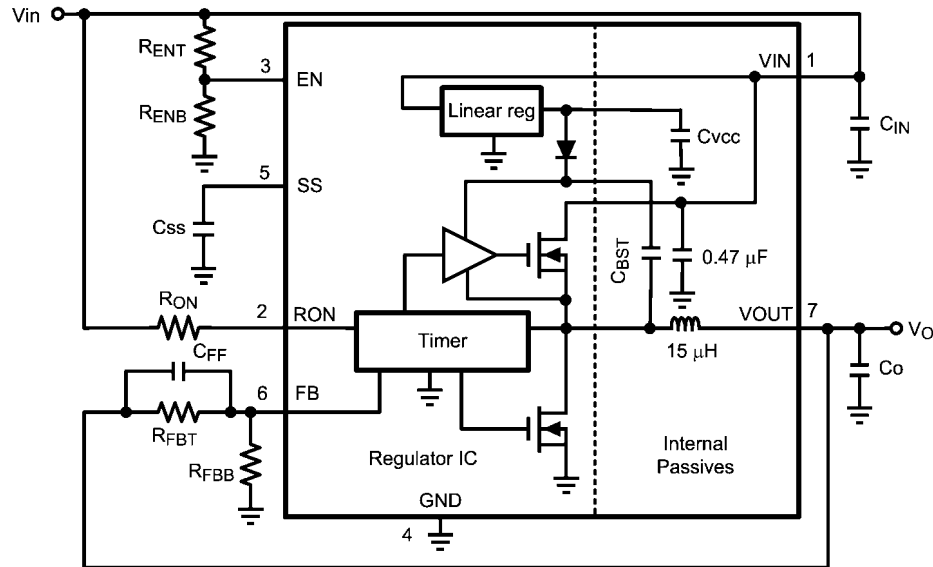 Vin
RENT
3
EN
RENB
5
SS
CSS
RON
2
RON
CFF
6
FB
RFBT
RFBB
Linear reg
VIN
1
CIN
Cvcc
CBST
0.47 µF
Timer
15 µH
VOUT
7
VO
Co
Regulator IC
Internal
Passives
GND
4